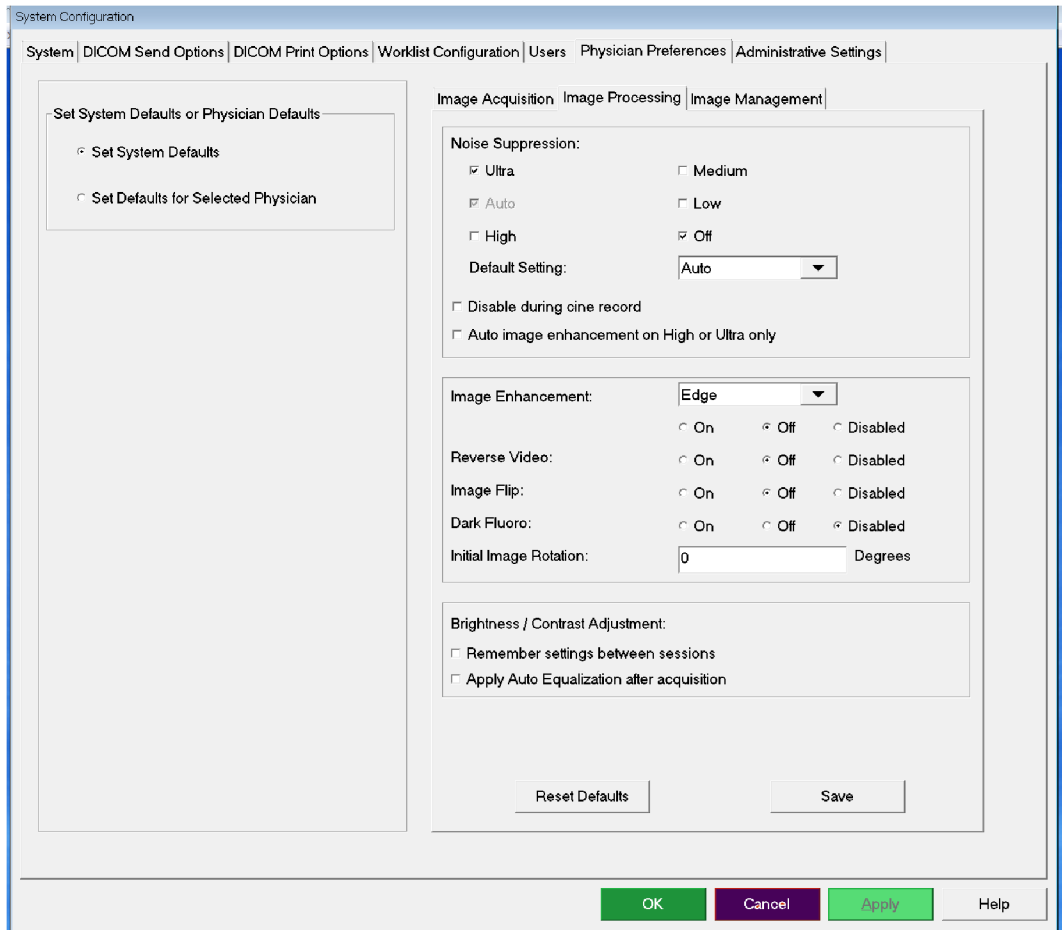 System Configuration
System DICOM Send Options DICOM Print Options Worklist Configuration Users Physician Preferences Administrative Settings
Set System Defaults or Physician Defaults
Set System Defaults
Set Defaults for Selected Physician
Image Acquisition Image Processing Image Management
Noise Suppression:
Ultra Medium
Auto Low
High Off
Default Setting: Auto
Disable during cine record
Auto image enhancement on High or Ultra only
Image Enhancement: Edge
On Off Disabled
Reverse Video: On Off Disabled
Image Flip: On Off Disabled
Dark Fluoro: On Off Disabled
Initial Image Rotation: 0 Degrees
Brightness / Contrast Adjustment:
Remember settings between sessions
Apply Auto Equalization after acquisition
Reset Defaults Save
OK Cancel Apply Help